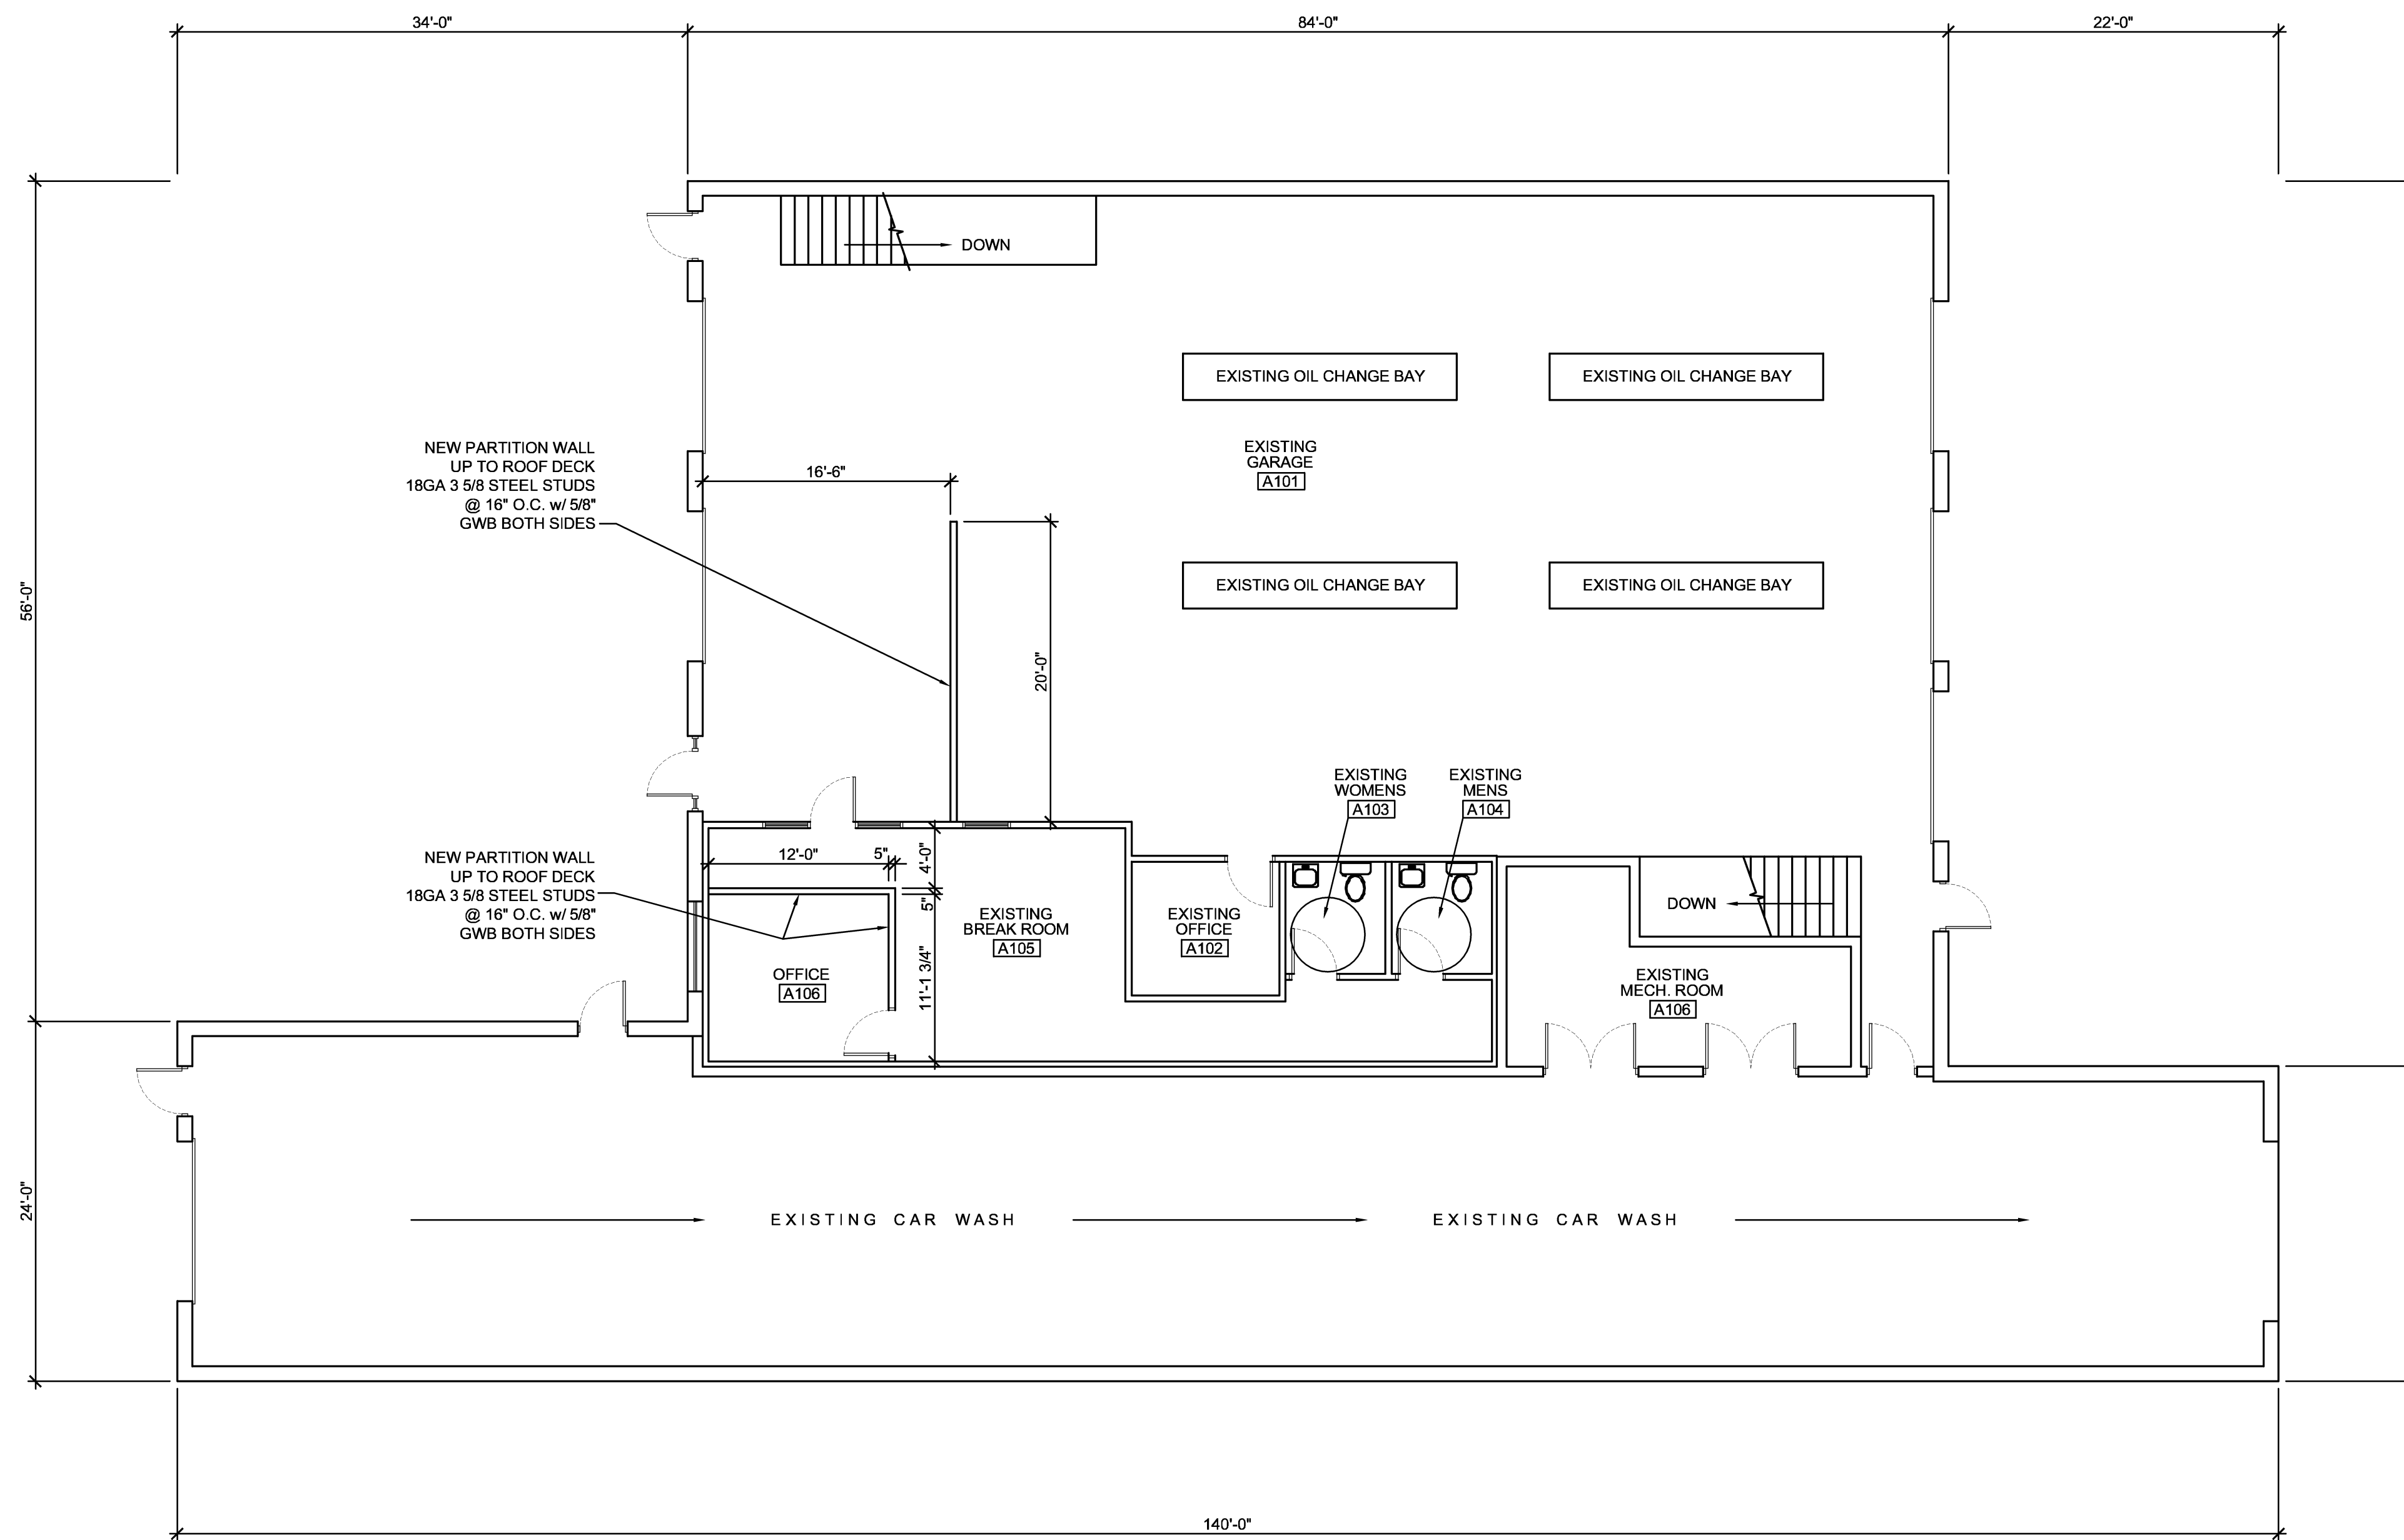 34'-0"
84'-0"
22'-0"
DOWN
EXISTING OIL CHANGE BAY
EXISTING OIL CHANGE BAY
NEW PARTITION WALL
UP TO ROOF DECK
18GA 3 5/8 STEEL STUDS
@ 16" O.C. w/ 5/8"
GWB BOTH SIDES
16'-6"
EXISTING
GARAGE
A101
56'-0"
EXISTING OIL CHANGE BAY
EXISTING OIL CHANGE BAY
20'-0"
EXISTING
WOMENS
A103
EXISTING
MENS
A104
NEW PARTITION WALL
UP TO ROOF DECK
18GA 3 5/8 STEEL STUDS
@ 16" O.C. w/ 5/8"
GWB BOTH SIDES
12'-0"
5"
4'-0"
5"
11'-1 3/4"
EXISTING
BREAK ROOM
A105
EXISTING
OFFICE
A102
DOWN
OFFICE
A106
EXISTING
MECH. ROOM
A106
24'-0"
EXISTING CAR WASH
EXISTING CAR WASH
140'-0"